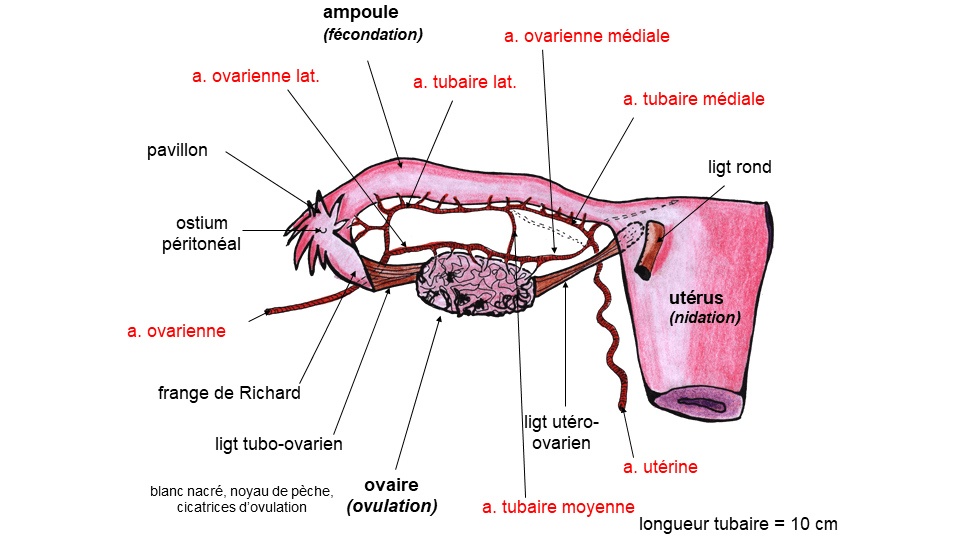 ampoule
(fécondation)
a. ovarienne médiale
a. ovarienne lat.
a. tubaire lat.
a. tubaire médiale
pavillon
ligt rond
ostium
péritonéal
utérus
(nidation)
a. ovarienne
frange de Richard
ligt utéro-
ovarien
ligt tubo-ovarien
a. utérine
blanc nacré, noyau de pèche,
cicatrices d’ovulation
ovaire
(ovulation)
a. tubaire moyenne
longueur tubaire = 10 cm